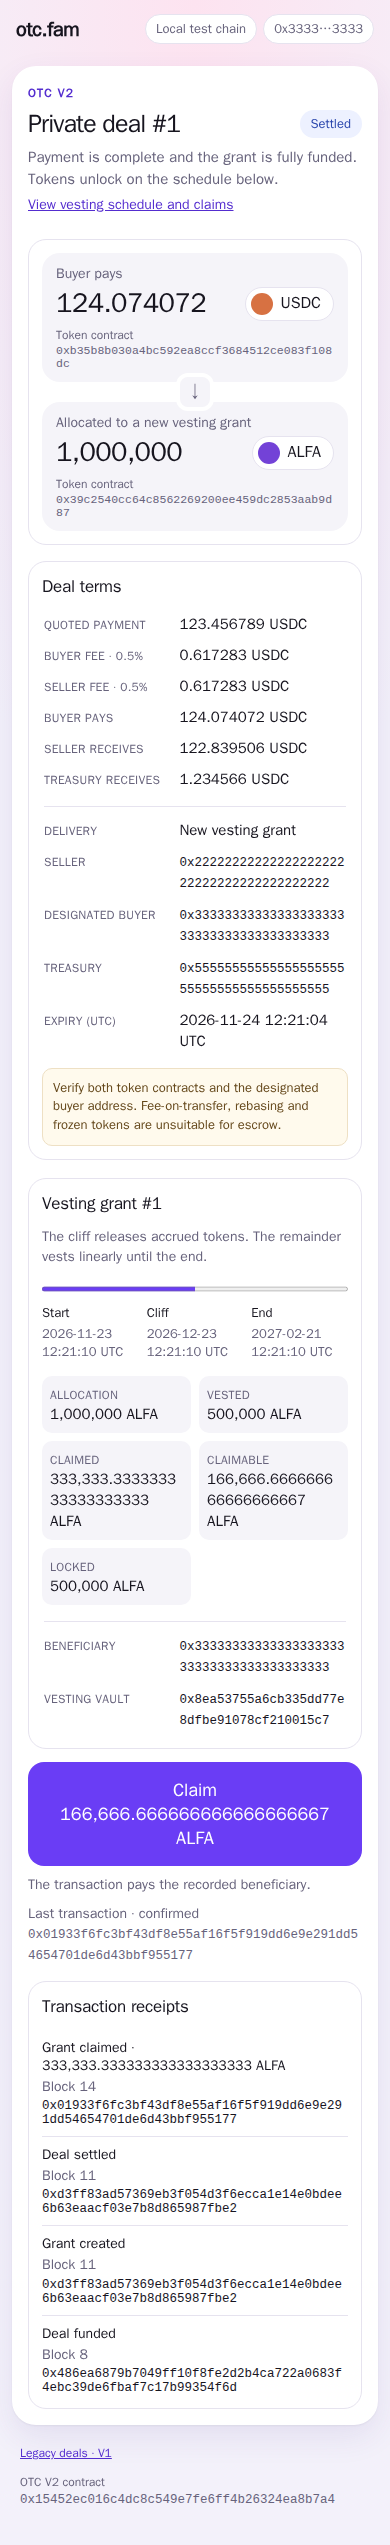 otc.fam
Local test chain
0x3333···3333
OTC V2
Private deal #1
Settled
Payment is complete and the grant is fully funded.
Tokens unlock on the schedule below.
View vesting schedule and claims
Buyer pays
124.074072
USDC
Token contract
0xb35b8b030a4bc592ea8ccf3684512ce083f108
dc
↓
Allocated to a new vesting grant
1,000,000
ALFA
Token contract
0x39c2540cc64c8562269200ee459dc2853aab9d
87
Deal terms
QUOTED PAYMENT 123.456789 USDC
BUYER FEE · 0.5% 0.617283 USDC
SELLER FEE · 0.5% 0.617283 USDC
BUYER PAYS 124.074072 USDC
SELLER RECEIVES 122.839506 USDC
TREASURY RECEIVES 1.234566 USDC
DELIVERY New vesting grant
SELLER 0x22222222222222222222
22222222222222222222
DESIGNATED BUYER 0x33333333333333333333
33333333333333333333
TREASURY 0x55555555555555555555
55555555555555555555
EXPIRY (UTC) 2026-11-24 12:21:04
UTC
Verify both token contracts and the designated
buyer address. Fee-on-transfer, rebasing and
frozen tokens are unsuitable for escrow.
Vesting grant #1
The cliff releases accrued tokens. The remainder
vests linearly until the end.
Start
2026-11-23
12:21:10 UTC
Cliff
2026-12-23
12:21:10 UTC
End
2027-02-21
12:21:10 UTC
ALLOCATION
1,000,000 ALFA
VESTED
500,000 ALFA
CLAIMED
333,333.3333333
33333333333
ALFA
CLAIMABLE
166,666.6666666
66666666667
ALFA
LOCKED
500,000 ALFA
BENEFICIARY 0x33333333333333333333
33333333333333333333
VESTING VAULT 0x8ea53755a6cb335dd77e
8dfbe91078cf210015c7
Claim
166,666.666666666666666667
ALFA
The transaction pays the recorded beneficiary.
Last transaction · confirmed
0x01933f6fc3bf43df8e55af16f5f919dd6e9e291dd5
4654701de6d43bbf955177
Transaction receipts
Grant claimed ·
333,333.333333333333333333 ALFA
Block 14
0x01933f6fc3bf43df8e55af16f5f919dd6e9e29
1dd54654701de6d43bbf955177
Deal settled
Block 11
0xd3ff83ad57369eb3f054d3f6ecca1e14e0bdee
6b63eaacf03e7b8d865987fbe2
Grant created
Block 11
0xd3ff83ad57369eb3f054d3f6ecca1e14e0bdee
6b63eaacf03e7b8d865987fbe2
Deal funded
Block 8
0x486ea6879b7049ff10f8fe2d2b4ca722a0683f
4ebc39de6fbaf7c17b99354f6d
Legacy deals · V1
OTC V2 contract
0x15452ec016c4dc8c549e7fe6ff4b26324ea8b7a4